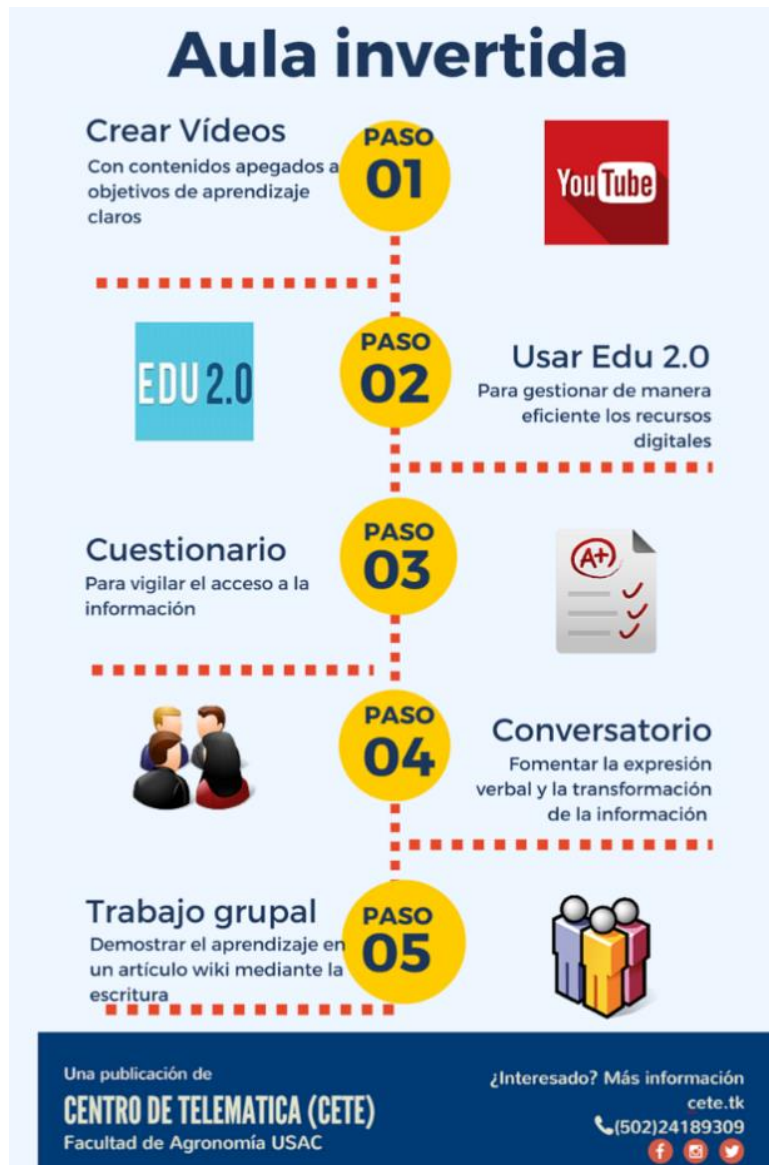 Aula invertida
Crear Vídeos
Con contenidos apegados a
objetivos de aprendizaje
claros
PASO
01
You Tube
EDU 2.0
PASO
02
Usar Edu 2.0
Para gestionar de manera
eficiente los recursos
digitales
Cuestionario
Para vigilar el acceso a la
información
PASO
03
A+
PASO
04
Conversatorio
Fomentar la expresión
verbal y la transformación
de la información
Trabajo grupal
Demostrar el aprendizaje en
un artículo wiki mediante la
escritura
PASO
05
Una publicación de
CENTRO DE TELEMATICA (CETE)
Facultad de Agronomía USAC
¿Interesado? Más información
cete.tk
(502)24189309